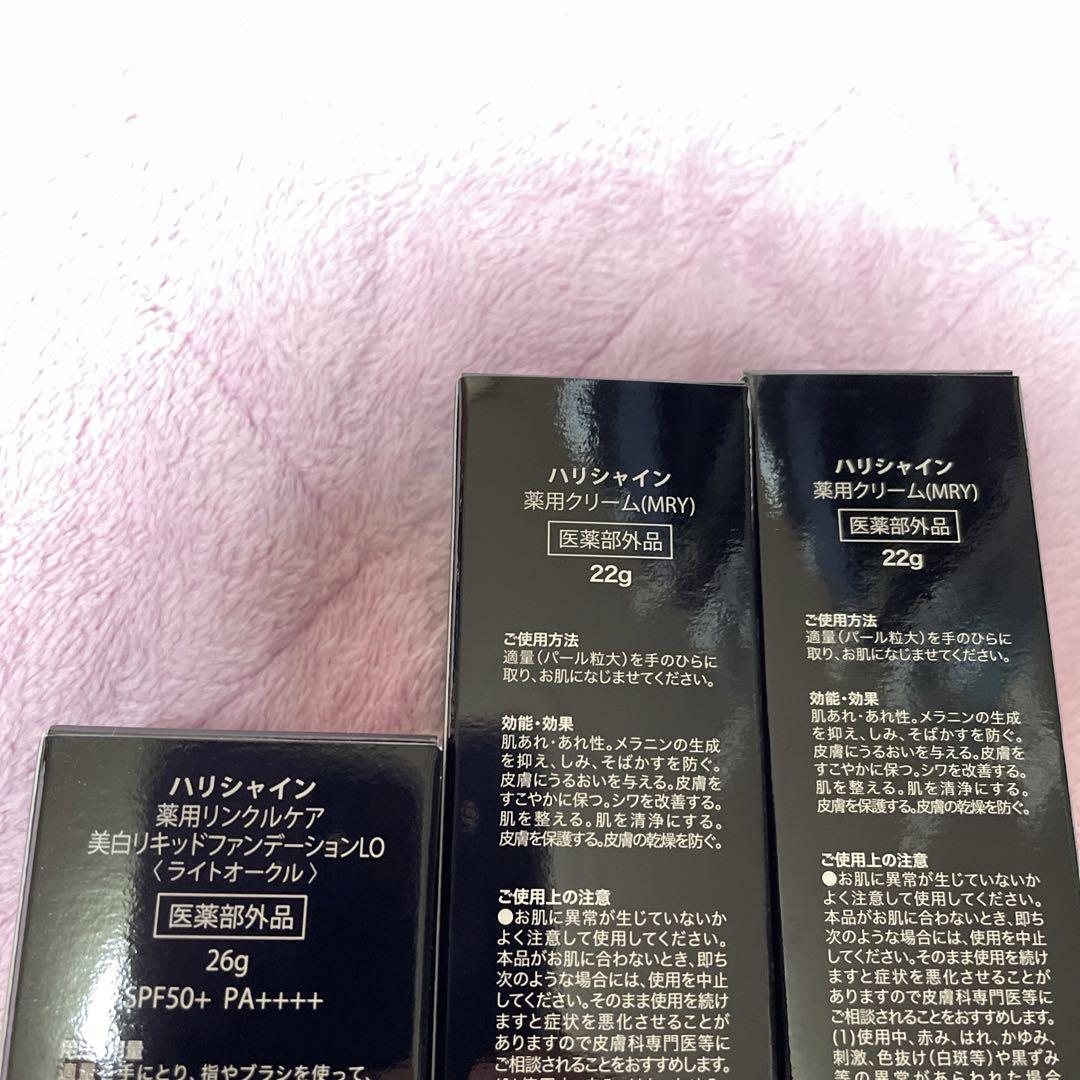 ハリシャイン
薬用リンクルケア
美白リキッドファンデーションLO
〈ライトオークル〉
医薬部外品
26g
SPF50+ PA++++
手にとり、指やブラシを使って、
ハリシャイン
薬用クリーム(MRY)
医薬部外品
22g
ご使用方法
適量(パール粒大)を手のひらに
取り、お肌になじませてください。
効能・効果
肌あれ・あれ性。メラニンの生成
を抑え、しみ、そばかすを防ぐ。
皮膚にうるおいを与える。皮膚を
すこやかに保つ。シワを改善する。
肌を整える。肌を清浄にする。
皮膚を保護する。皮膚の乾燥を防ぐ。
ご使用上の注意
●お肌に異常が生じていないか
よく注意して使用してください。
本品がお肌に合わないとき、即ち
次のような場合には、使用を中止
してください。そのまま使用を続け
ますと症状を悪化させることが
ありますので皮膚科専門医等に
ご相談されることをおすすめします。
ハリシャイン
薬用クリーム(MRY)
医薬部外品
22g
ご使用方法
適量(パール粒大)を手のひらに
取り、お肌になじませてください。
効能・効果
肌あれ・あれ性。メラニンの生成
を抑え、しみ、そばかすを防ぐ。
皮膚にうるおいを与える。皮膚を
すこやかに保つ。シワを改善する。
肌を整える。肌を清浄にする。
皮膚を保護する。皮膚の乾燥を防ぐ。
ご使用上の注意
●お肌に異常が生じていないか
よく注意して使用してください。
本品がお肌に合わないとき、即ち
次のような場合には、使用を中止
してください。そのまま使用を続け
ますと症状を悪化させることが
ありますので皮膚科専門医等に
ご相談されることをおすすめします。
(1)使用中、赤み、はれ、かゆみ、
刺激、色抜け(白斑等)や黒ずみ
等の異常があらわれた場合